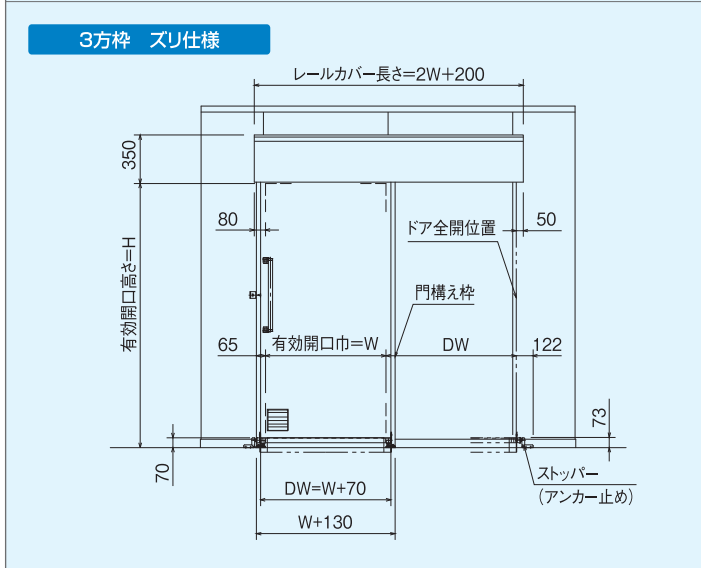 3方枠 ズリ仕様
レールカバー長さ=2W+200
350
80
ドア全開位置
50
有効開口高さ=H
門構え枠
65
有効開口巾=W
DW
122
73
70
DW=W+70
ストッパー
(アンカー止め)
W+130